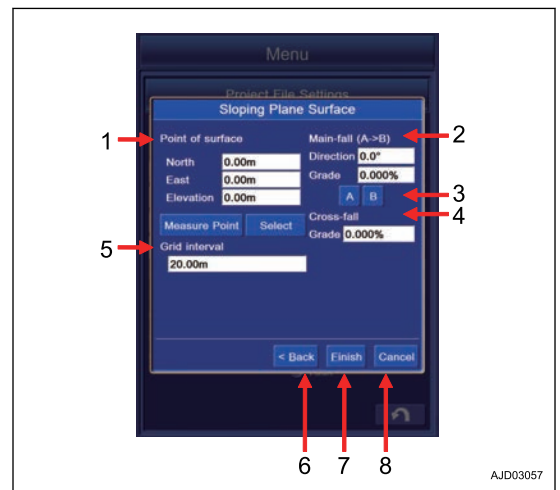 Menu
Project File Settings
Sloping Plane Surface
1
Point of surface
North 0.00m
East 0.00m
Elevation 0.00m
Measure Point Select
Main-fall (A->B)
2
Direction 0.0°
Grade 0.000%
A B
3
Cross-fall
4
Grade 0.000%
5
Grid interval
20.00m
< Back Finish Cancel
6 7 8
AJD03057